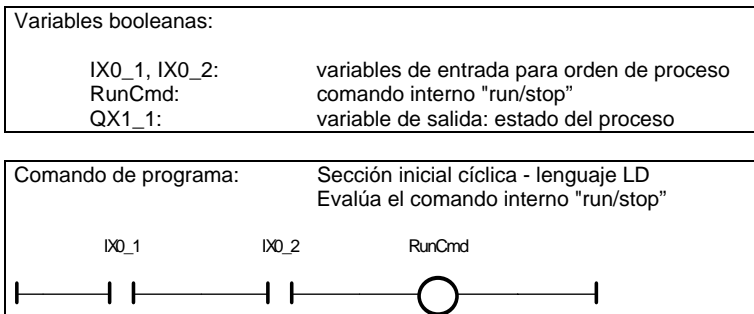 Variables booleanas:
IX0_1, IX0_2: variables de entrada para orden de proceso
RunCmd: comando interno "run/stop”
QX1_1: variable de salida: estado del proceso
Comando de programa: Sección inicial cíclica - lenguaje LD
Evalúa el comando interno "run/stop”
IX0_1 IX0_2 RunCmd